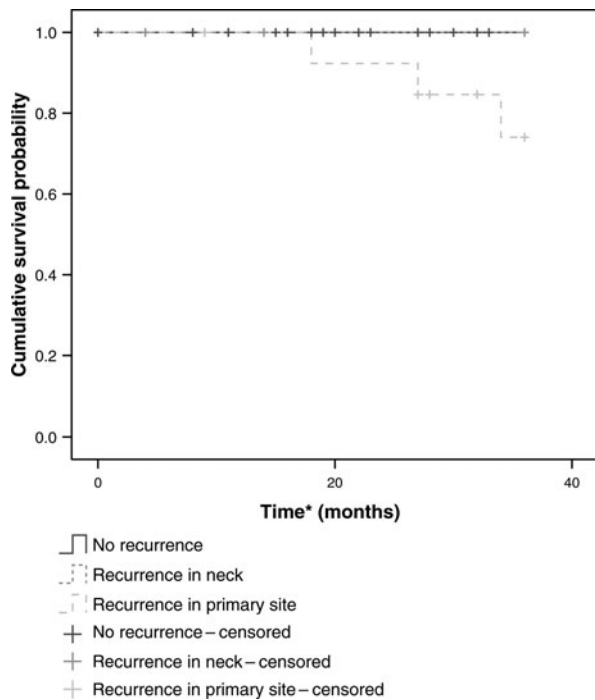 1.0
0.8
0.6
0.4
0.2
0.0
Cumulative survival probability
0 20 40
Time* (months)
No recurrence
Recurrence in neck
Recurrence in primary site
No recurrence – censored
Recurrence in neck – censored
Recurrence in primary site – censored